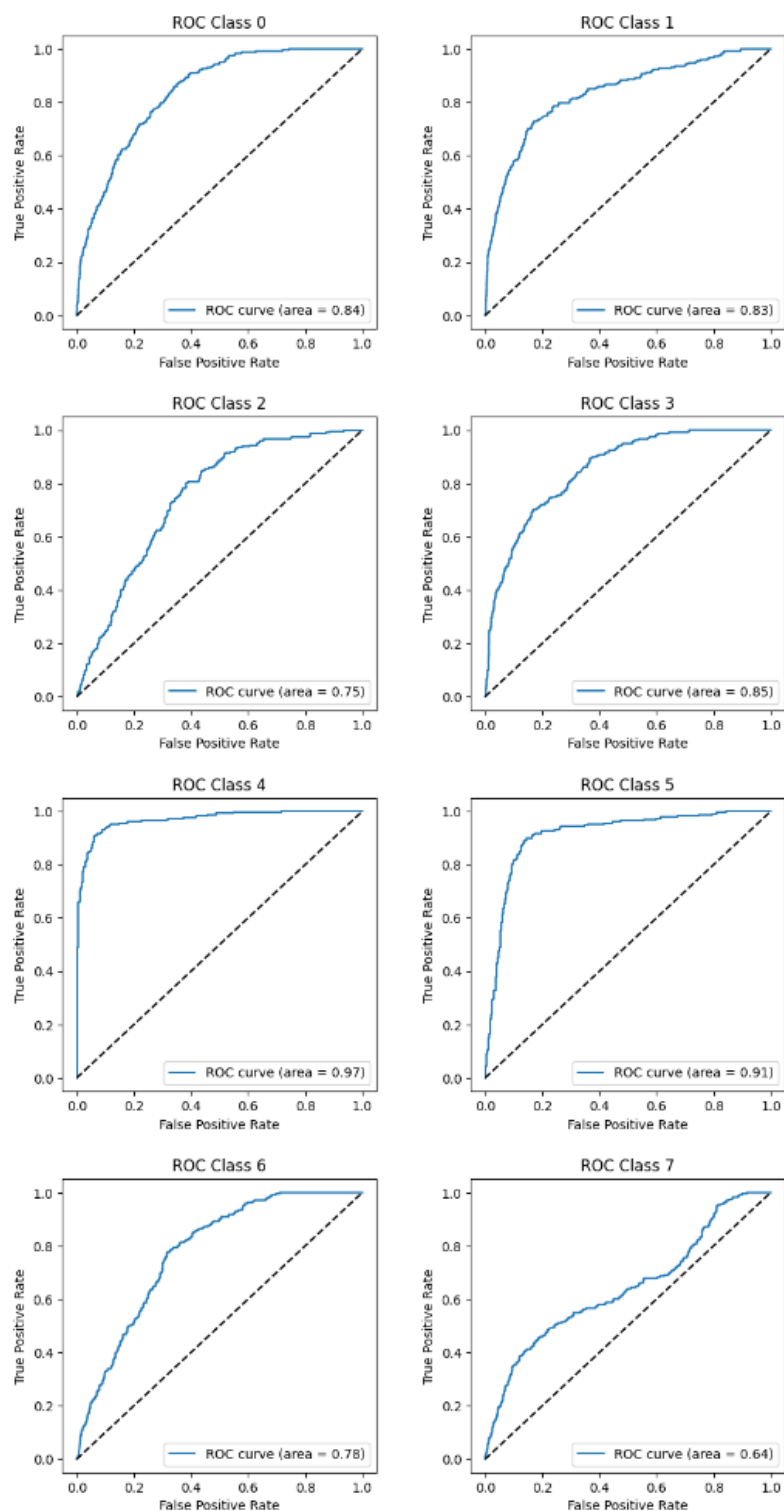 ROC Class 0
1.0
0.8
0.6
0.4
0.2
0.0
True Positive Rate
ROC curve (area = 0.84)
0.0 0.2 0.4 0.6 0.8 1.0
False Positive Rate
ROC Class 1
1.0
0.8
0.6
0.4
0.2
0.0
True Positive Rate
ROC curve (area = 0.83)
0.0 0.2 0.4 0.6 0.8 1.0
False Positive Rate
ROC Class 2
1.0
0.8
0.6
0.4
0.2
0.0
True Positive Rate
ROC curve (area = 0.75)
0.0 0.2 0.4 0.6 0.8 1.0
False Positive Rate
ROC Class 3
1.0
0.8
0.6
0.4
0.2
0.0
True Positive Rate
ROC curve (area = 0.85)
0.0 0.2 0.4 0.6 0.8 1.0
False Positive Rate
ROC Class 4
1.0
0.8
0.6
0.4
0.2
0.0
True Positive Rate
ROC curve (area = 0.97)
0.0 0.2 0.4 0.6 0.8 1.0
False Positive Rate
ROC Class 5
1.0
0.8
0.6
0.4
0.2
0.0
True Positive Rate
ROC curve (area = 0.91)
0.0 0.2 0.4 0.6 0.8 1.0
False Positive Rate
ROC Class 6
1.0
0.8
0.6
0.4
0.2
0.0
True Positive Rate
ROC curve (area = 0.78)
0.0 0.2 0.4 0.6 0.8 1.0
False Positive Rate
ROC Class 7
1.0
0.8
0.6
0.4
0.2
0.0
True Positive Rate
ROC curve (area = 0.64)
0.0 0.2 0.4 0.6 0.8 1.0
False Positive Rate